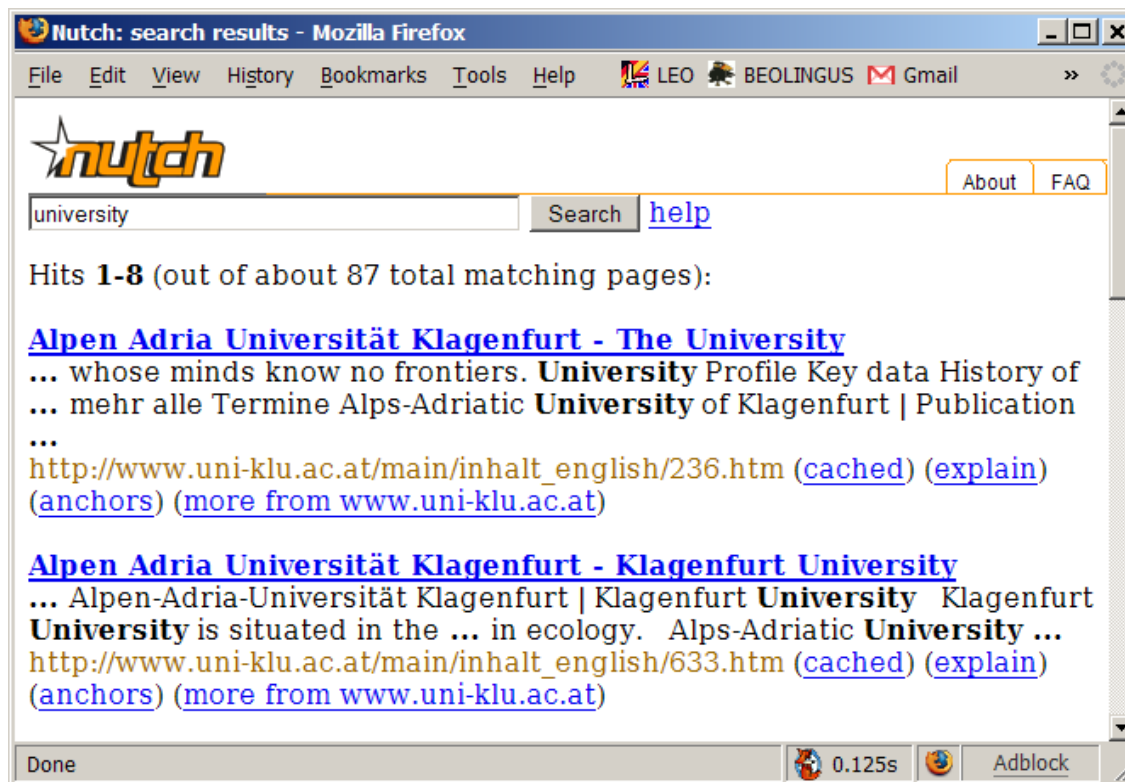 Nutch: search results - Mozilla Firefox
File Edit View History Bookmarks Tools Help LEO BEOLINGUS Gmail »
nutch
About FAQ
university Search help
Hits 1-8 (out of about 87 total matching pages):
Alpen Adria Universität Klagenfurt - The University
... whose minds know no frontiers. University Profile Key data History of
... mehr alle Termine Alps-Adriatic University of Klagenfurt | Publication
...
http://www.uni-klu.ac.at/main/inhalt_english/236.htm (cached) (explain)
(anchors) (more from www.uni-klu.ac.at)
Alpen Adria Universität Klagenfurt - Klagenfurt University
... Alpen-Adria-Universität Klagenfurt | Klagenfurt University Klagenfurt
University is situated in the ... in ecology. Alps-Adriatic University ...
http://www.uni-klu.ac.at/main/inhalt_english/633.htm (cached) (explain)
(anchors) (more from www.uni-klu.ac.at)
Done 0.125s Adblock